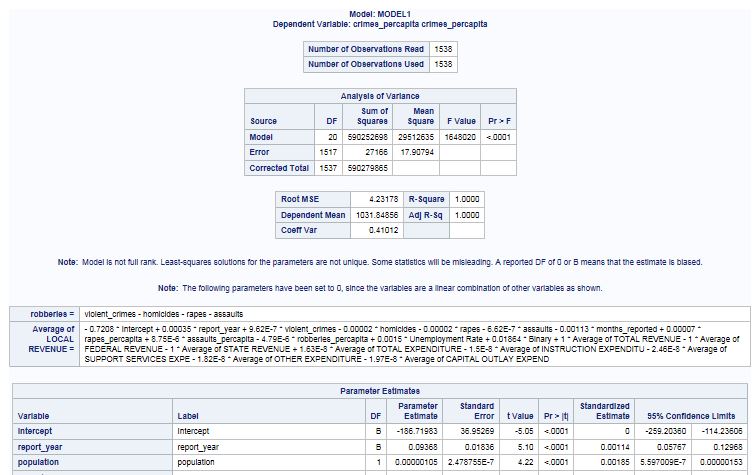 Model: MODEL1
Dependent Variable: crimes_percapita crimes_percapita
Number of Observations Read 1538
Number of Observations Used 1538
Analysis of Variance
Source DF Sum of Squares Mean Square F Value Pr > F
Model 20 590252698 29512635 1648020 <.0001
Error 1517 27166 17.90794
Corrected Total 1537 590279865
Root MSE 4.23178 R-Square 1.0000
Dependent Mean 1031.84856 Adj R-Sq 1.0000
Coeff Var 0.41012
Note: Model is not full rank. Least-squares solutions for the parameters are not unique. Some statistics will be misleading. A reported DF of 0 or B means that the estimate is biased.
Note: The following parameters have been set to 0, since the variables are a linear combination of other variables as shown.
robberies = violent_crimes - homicides - rapes - assaults
Average of LOCAL REVENUE = - 0.7208 * Intercept + 0.00035 * report_year + 9.62E-7 * violent_crimes - 0.00002 * homicides - 0.00002 * rapes - 6.62E-7 * assaults - 0.00113 * months_reported + 0.00007 *
rapes_percapita + 8.75E-6 * assaults_percapita - 4.79E-6 * robberies_percapita + 0.0015 * Unemployment Rate + 0.01864 * Binary + 1 * Average of TOTAL REVENUE - 1 * Average of
FEDERAL REVENUE - 1 * Average of STATE REVENUE + 1.63E-8 * Average of TOTAL EXPENDITURE - 1.5E-8 * Average of INSTRUCTION EXPENDITU - 2.46E-8 * Average of
SUPPORT SERVICES EXPE - 1.82E-8 * Average of OTHER EXPENDITURE - 1.97E-8 * Average of CAPITAL OUTLAY EXPEND
Parameter Estimates
Variable Label DF Parameter Estimate Standard Error t Value Pr > |t| Standardized Estimate 95% Confidence Limits
Intercept Intercept B -186.71983 36.95269 -5.05 <.0001 0 -259.20360 -114.23606
report_year report_year B 0.09368 0.01836 5.10 <.0001 0.00114 0.05767 0.12968
population population 1 0.00000105 2.478755E-7 4.22 <.0001 0.00185 5.597009E-7 0.00000153